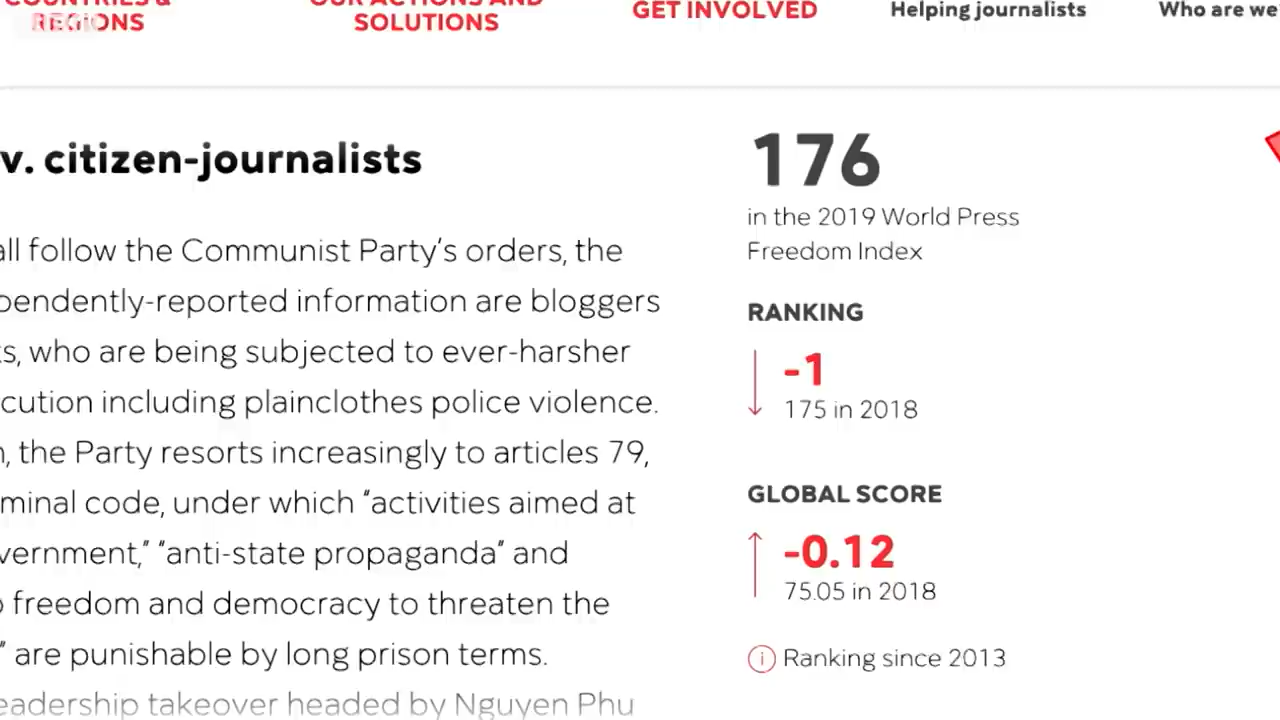 COUNTRIES &
REGIONS
OUR ACTIONS AND
SOLUTIONS
GET INVOLVED
Helping journalists
Who are we
v. citizen-journalists
all follow the Communist Party's orders, the
pendently-reported information are bloggers
s, who are being subjected to ever-harsher
cution including plainclothes police violence.
, the Party resorts increasingly to articles 79,
minal code, under which “activities aimed at
vernment,” “anti-state propaganda” and
o freedom and democracy to threaten the
” are punishable by long prison terms.
eadership takeover headed by Nguyen Phu
176
in the 2019 World Press
Freedom Index
RANKING
-1
175 in 2018
GLOBAL SCORE
-0.12
75.05 in 2018
Ranking since 2013